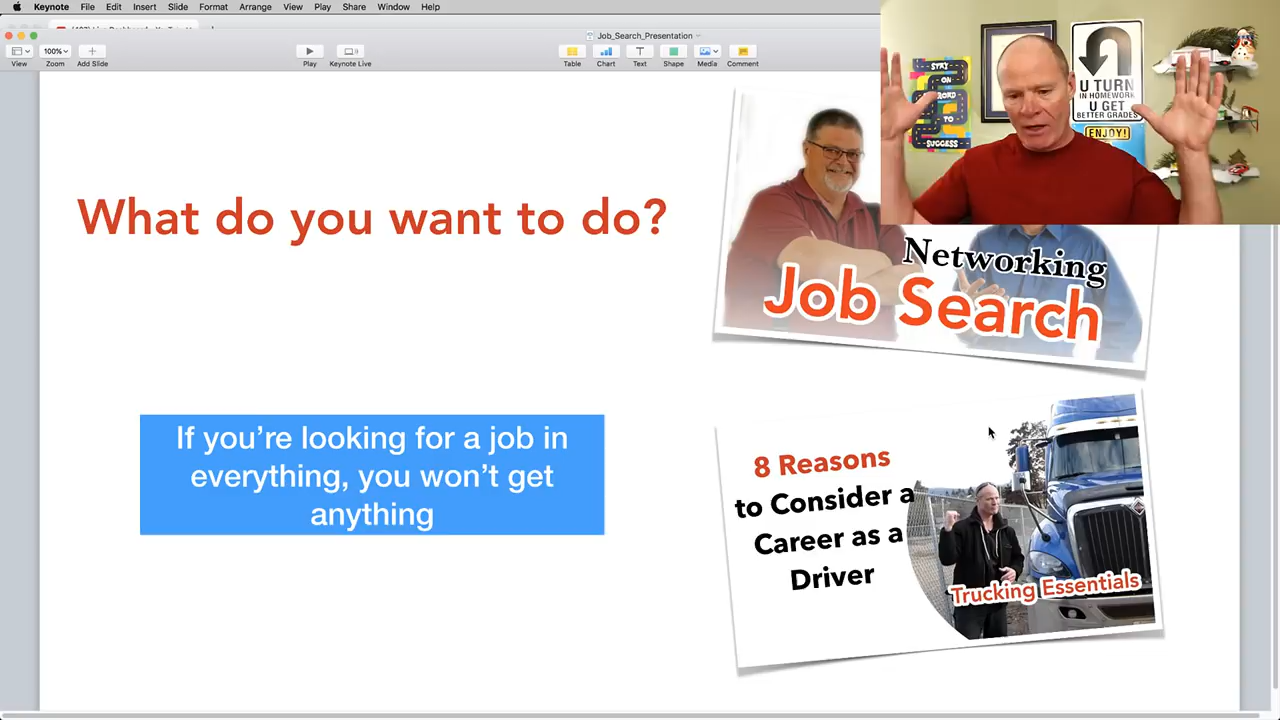 Keynote File Edit Insert Slide Format Arrange View Play Share Window Help
Job_Search_Presentation
100%
View Zoom Add Slide Play Keynote Live Table Chart Text Shape Media Comment
STAY
ON
ROAD
TO
SUCCESS
U TURN
IN HOMEWORK
U GET
BETTER GRADES
ENJOY!
What do you want to do?
Networking
Job Search
If you're looking for a job in
everything, you won't get
anything
8 Reasons
to Consider a
Career as a
Driver
Trucking Essentials